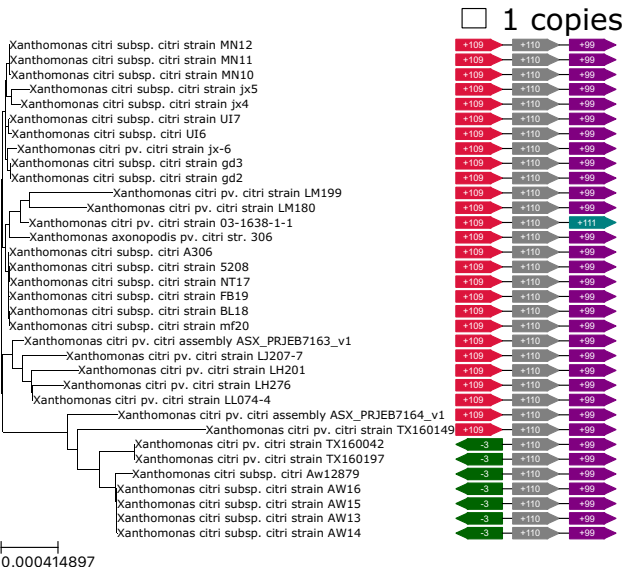 1 copies
Xanthomonas citri subsp. citri strain MN12 +109 +110 +99
Xanthomonas citri subsp. citri strain MN11 +109 +110 +99
Xanthomonas citri subsp. citri strain MN10 +109 +110 +99
Xanthomonas citri subsp. citri strain jx5 +109 +110 +99
Xanthomonas citri subsp. citri strain jx4 +109 +110 +99
Xanthomonas citri subsp. citri strain UI7 +109 +110 +99
Xanthomonas citri subsp. citri UI6 +109 +110 +99
Xanthomonas citri pv. citri strain jx-6 +109 +110 +99
Xanthomonas citri subsp. citri strain gd3 +109 +110 +99
Xanthomonas citri subsp. citri strain gd2 +109 +110 +99
Xanthomonas citri pv. citri strain LM199 +109 +110 +99
Xanthomonas citri pv. citri strain LM180 +109 +110 +99
Xanthomonas citri pv. citri strain 03-1638-1-1 +109 +110 +111
Xanthomonas axonopodis pv. citri str. 306 +109 +110 +99
Xanthomonas citri subsp. citri A306 +109 +110 +99
Xanthomonas citri subsp. citri strain 5208 +109 +110 +99
Xanthomonas citri subsp. citri strain NT17 +109 +110 +99
Xanthomonas citri subsp. citri strain FB19 +109 +110 +99
Xanthomonas citri subsp. citri strain BL18 +109 +110 +99
Xanthomonas citri subsp. citri strain mf20 +109 +110 +99
Xanthomonas citri pv. citri assembly ASX_PRJEB7163_v1 +109 +110 +99
Xanthomonas citri pv. citri strain LJ207-7 +109 +110 +99
Xanthomonas citri pv. citri strain LH201 +109 +110 +99
Xanthomonas citri pv. citri strain LH276 +109 +110 +99
Xanthomonas citri pv. citri strain LL074-4 +109 +110 +99
Xanthomonas citri pv. citri assembly ASX_PRJEB7164_v1 +109 +110 +99
Xanthomonas citri pv. citri strain TX160149 +109 +110 +99
Xanthomonas citri pv. citri strain TX160042 -3 +110 +99
Xanthomonas citri pv. citri strain TX160197 -3 +110 +99
Xanthomonas citri subsp. citri Aw12879 -3 +110 +99
Xanthomonas citri subsp. citri strain AW16 -3 +110 +99
Xanthomonas citri subsp. citri strain AW15 -3 +110 +99
Xanthomonas citri subsp. citri strain AW13 -3 +110 +99
Xanthomonas citri subsp. citri strain AW14 -3 +110 +99
0.000414897